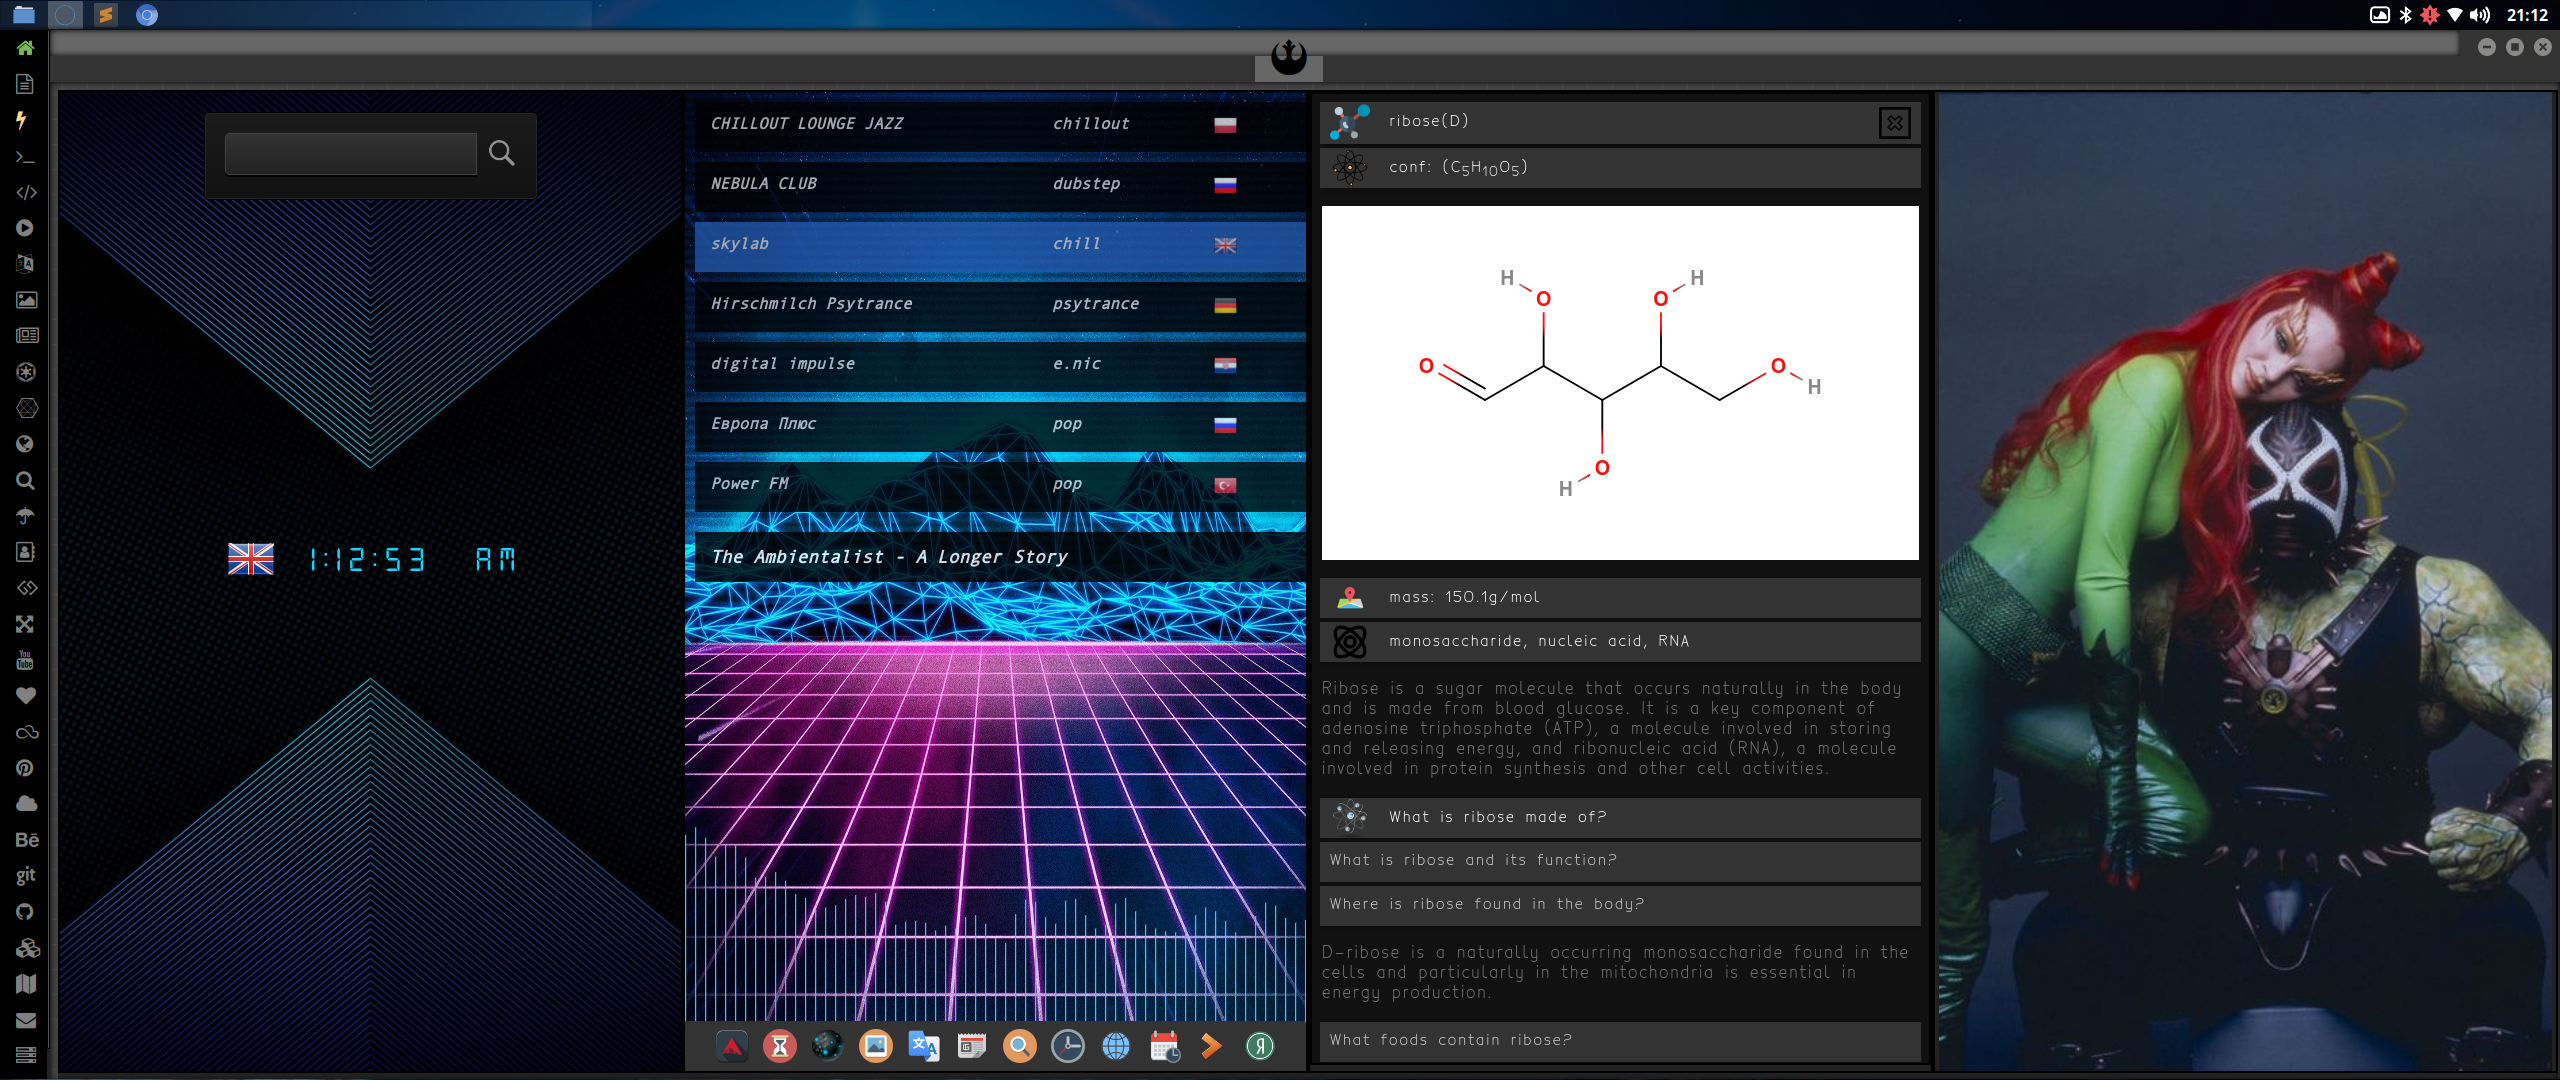 21:12
You
Tube
Bē
git
1:12:53 AM
CHILLOUT LOUNGE JAZZ chillout
NEBULA CLUB dubstep
skylab chill
Hirschmilch Psytrance psytrance
digital impulse e.nic
Европа Плюс pop
Power FM pop
The Ambientalist - A Longer Story
ribose(D)
conf: (C₅H₁₀O₅)
H O O H
O O H
O
H
mass: 150.1g/mol
monosaccharide, nucleic acid, RNA
Ribose is a sugar molecule that occurs naturally in the body
and is made from blood glucose. It is a key component of
adenosine triphosphate (ATP), a molecule involved in storing
and releasing energy, and ribonucleic acid (RNA), a molecule
involved in protein synthesis and other cell activities.
What is ribose made of?
What is ribose and its function?
Where is ribose found in the body?
D-ribose is a naturally occurring monosaccharide found in the
cells and particularly in the mitochondria is essential in
energy production.
What foods contain ribose?
文 A
Я